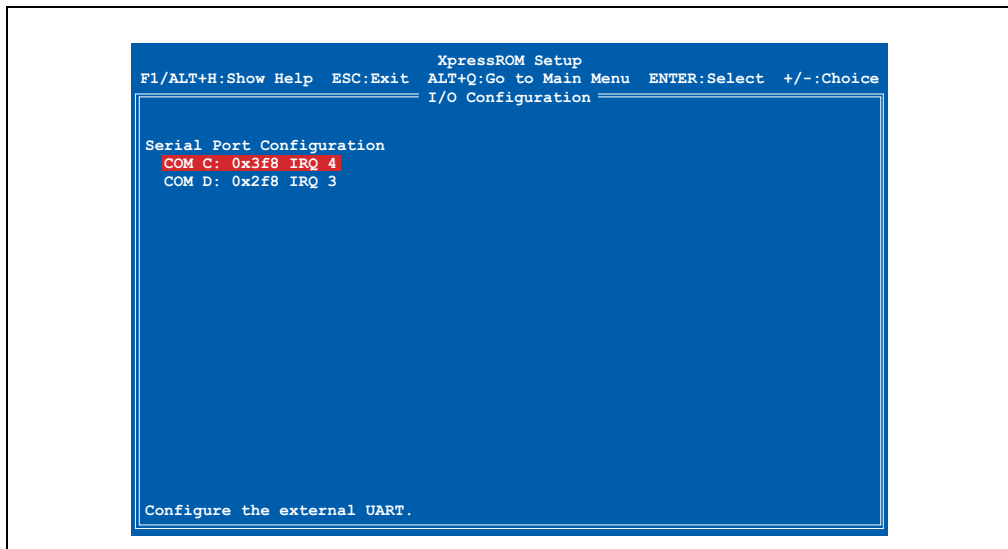 XpressROM Setup
F1/ALT+H:Show Help ESC:Exit ALT+Q:Go to Main Menu ENTER:Select +/-:Choice
I/O Configuration
Serial Port Configuration
COM C: 0x3f8 IRQ 4
COM D: 0x2f8 IRQ 3
Configure the external UART.